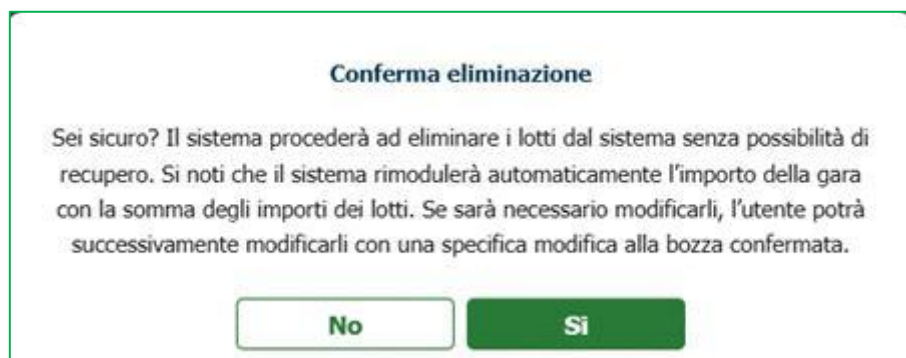 Conferma eliminazione
Sei sicuro? Il sistema procederà ad eliminare i lotti dal sistema senza possibilità di
recupero. Si noti che il sistema rimodulerà automaticamente l'importo della gara
con la somma degli importi dei lotti. Se sarà necessario modificarli, l'utente potrà
successivamente modificarli con una specifica modifica alla bozza confermata.
No
Si